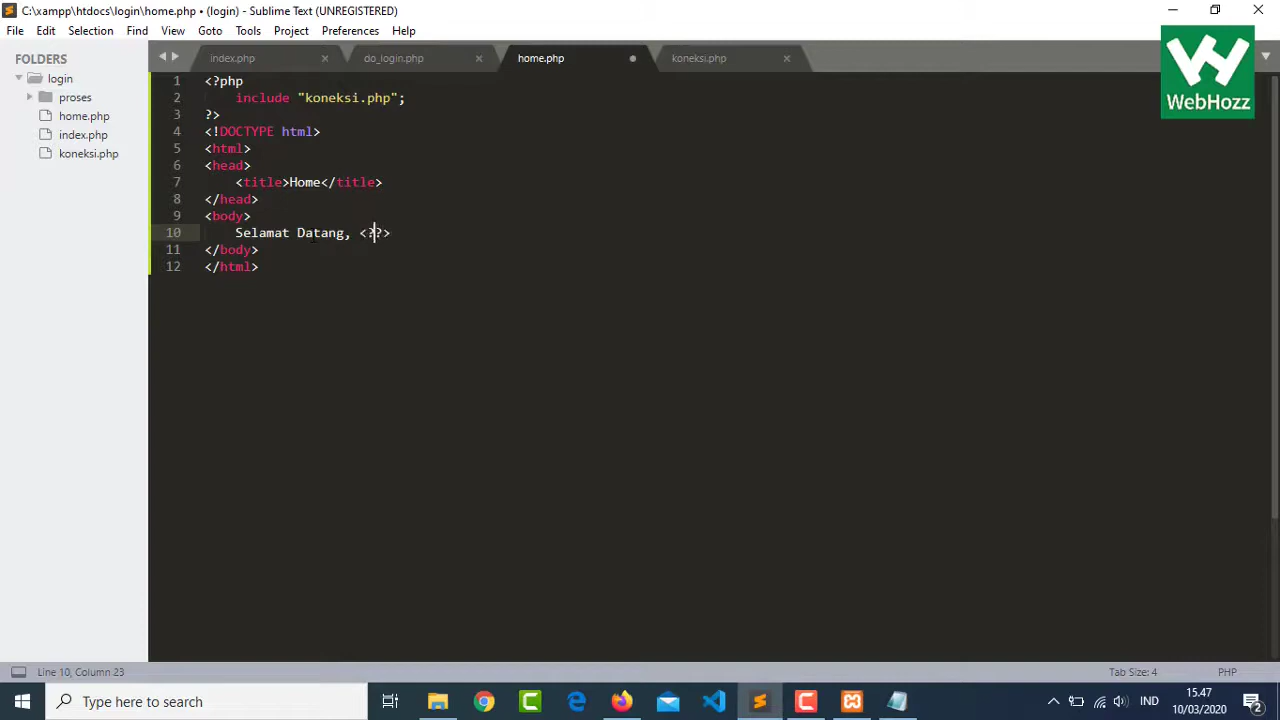 C:\xampp\htdocs\login\home.php • (login) - Sublime Text (UNREGISTERED)
File Edit Selection Find View Goto Tools Project Preferences Help
WebHozz
FOLDERS
login
proses
home.php
index.php
koneksi.php
index.php do_login.php home.php koneksi.php
1 <?php
2 include "koneksi.php";
3 ?>
4 <!DOCTYPE html>
5 <html>
6 <head>
7 <title>Home</title>
8 </head>
9 <body>
10 Selamat Datang, <??>
11 </body>
12 </html>
Line 10, Column 23 Tab Size: 4 PHP
Type here to search
IND
15.47
10/03/2020
2